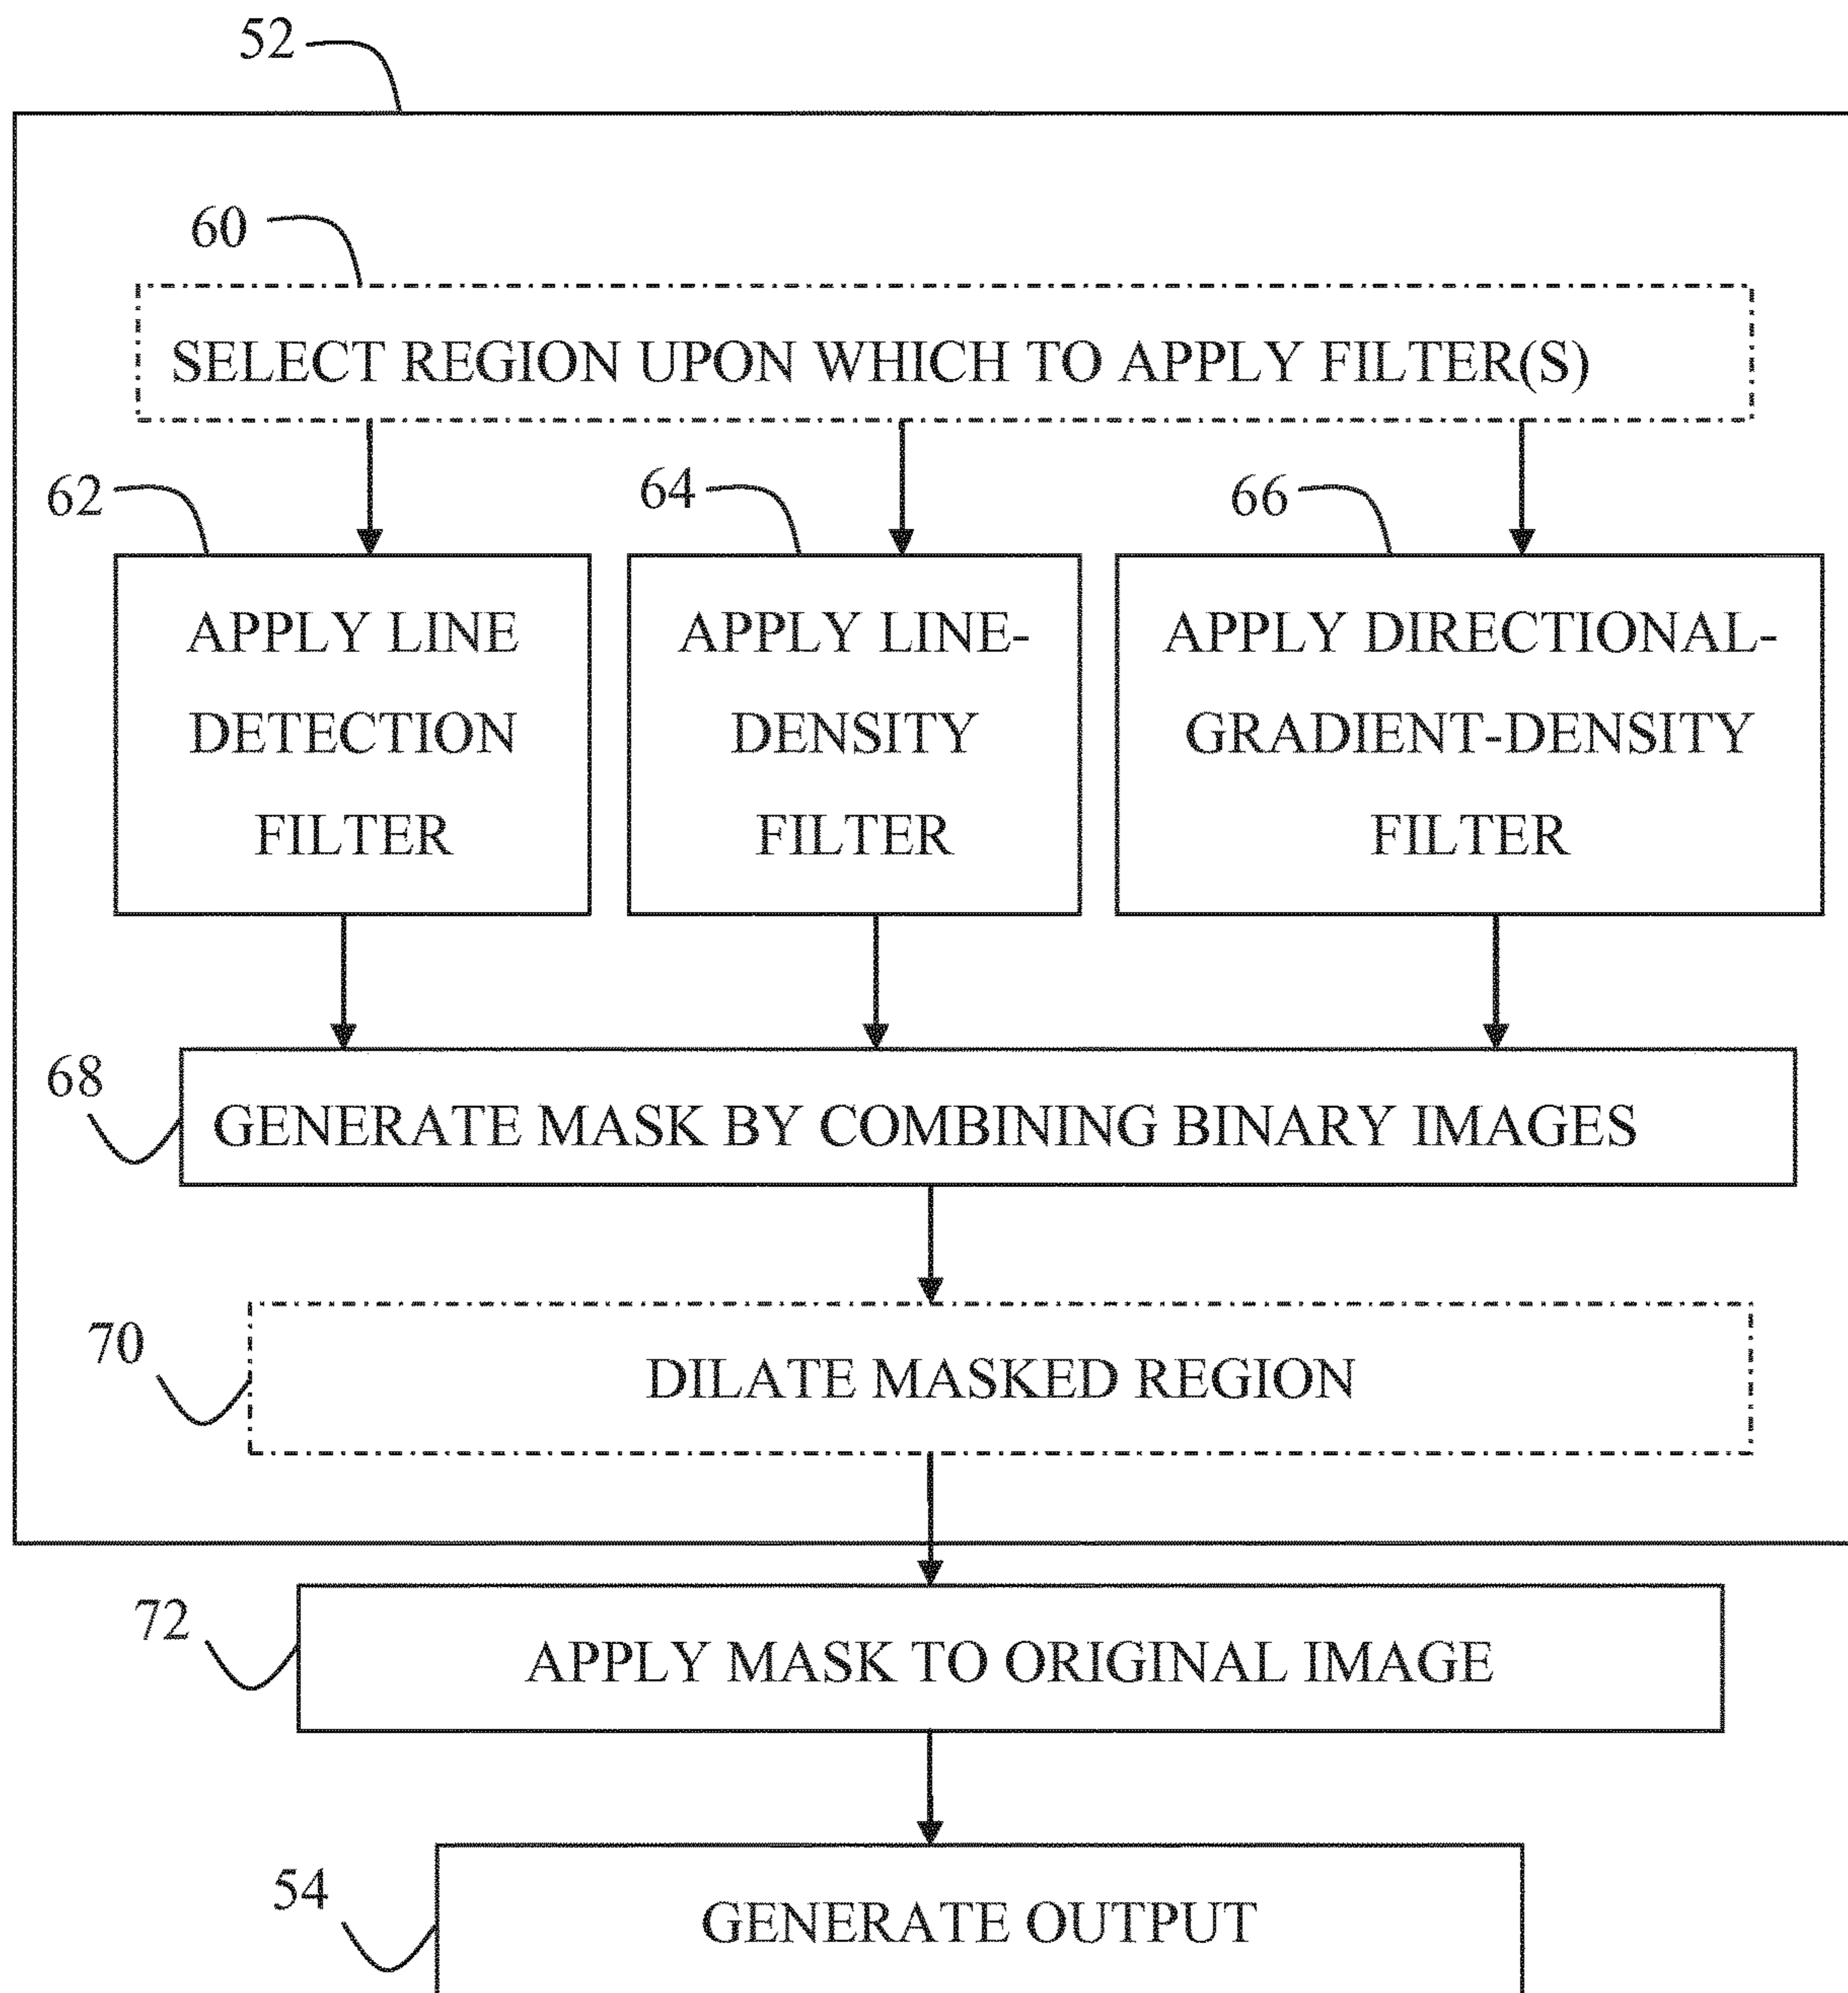 52
60
SELECT REGION UPON WHICH TO APPLY FILTER(S)
62
64
66
APPLY LINE
DETECTION
FILTER
APPLY LINE-
DENSITY
FILTER
APPLY DIRECTIONAL-
GRADIENT-DENSITY
FILTER
68
GENERATE MASK BY COMBINING BINARY IMAGES
70
DILATE MASKED REGION
72
APPLY MASK TO ORIGINAL IMAGE
54
GENERATE OUTPUT